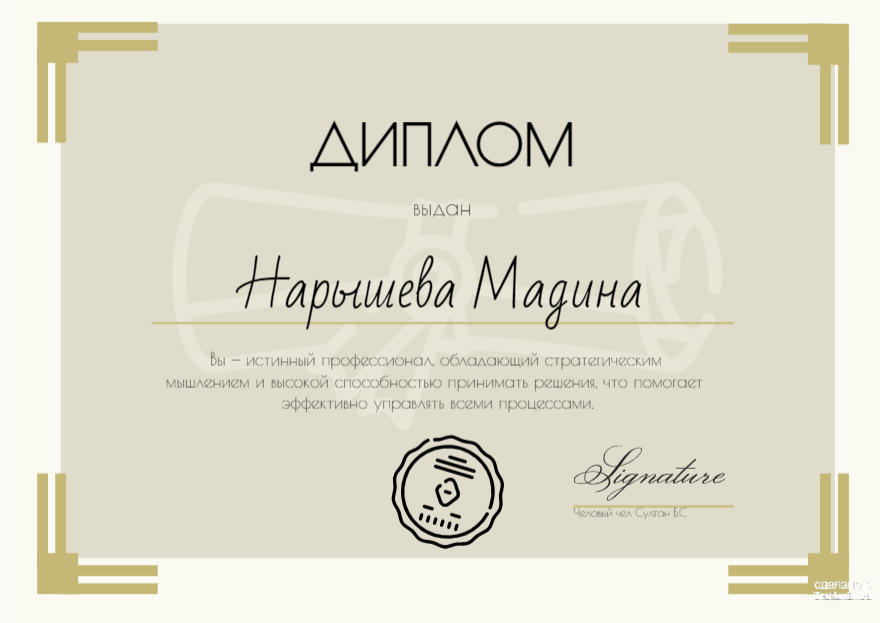 ДИПЛОМ
выдан
Нарышева Мадина
Вы – истинный профессионал, обладающий стратегическим
мышлением и высокой способностью принимать решения, что помогает
эффективно управлять всеми процессами.
Signature
Человый чел Султан Б.С